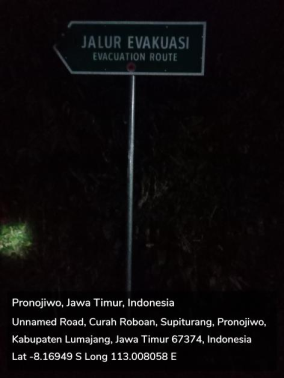 JALUR EVAKUASI
EVACUATION ROUTE
Pronojiwo, Jawa Timur, Indonesia
Unnamed Road, Curah Roboan, Supiturang, Pronojiwo,
Kabupaten Lumajang, Jawa Timur 67374, Indonesia
Lat -8.16949 S Long 113.008058 E